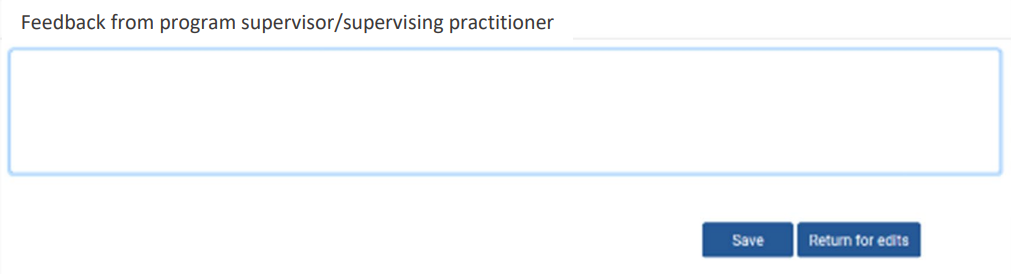 Feedback from program supervisor/supervising practitioner
Save Return for edits